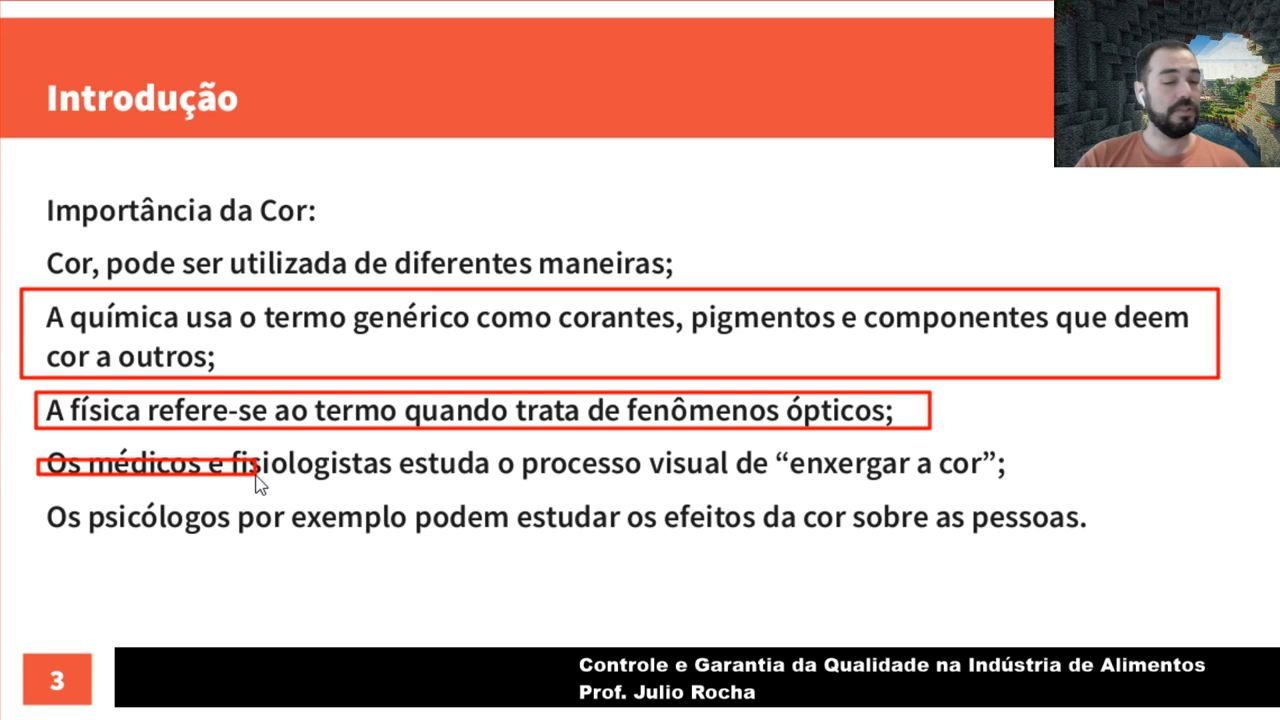 Introdução
Importância da Cor:
Cor, pode ser utilizada de diferentes maneiras;
A química usa o termo genérico como corantes, pigmentos e componentes que deem
cor a outros;
A física refere-se ao termo quando trata de fenômenos ópticos;
Os médicos e fisiologistas estuda o processo visual de “enxergar a cor”;
Os psicólogos por exemplo podem estudar os efeitos da cor sobre as pessoas.
3
Controle e Garantia da Qualidade na Indústria de Alimentos
Prof. Julio Rocha